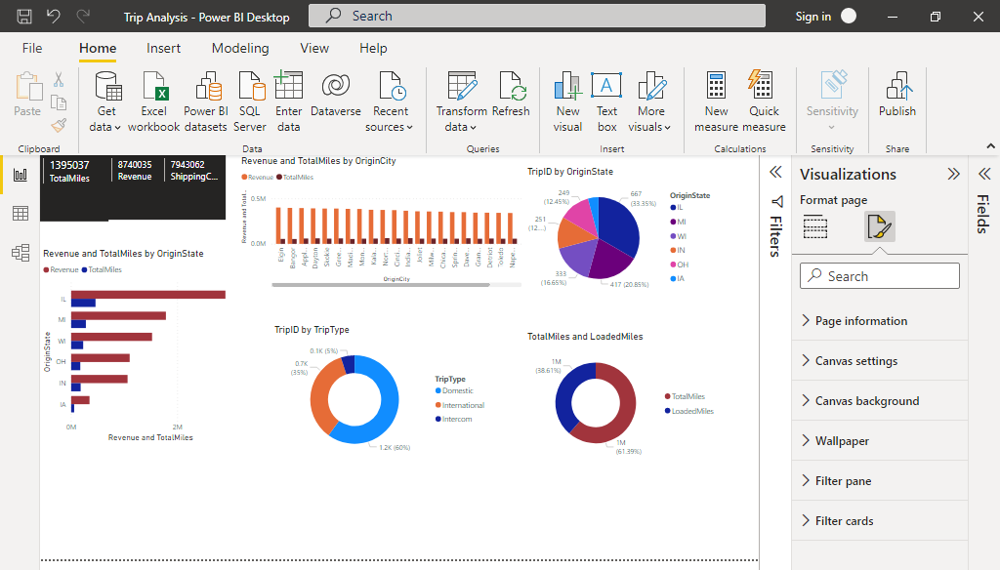 Trip Analysis - Power BI Desktop
Search
Sign in
File
Home
Insert
Modeling
View
Help
Paste
Get data
Excel workbook
Power BI datasets
SQL Server
Enter data
Dataverse
Recent sources
Transform data
Refresh
New visual
Text box
More visuals
New measure
Quick measure
Sensitivity
Publish
Clipboard
Data
Queries
Insert
Calculations
Sensitivity
Share
1395037
TotalMiles
8740035
Revenue
7943062
ShippingC...
Revenue and TotalMiles by OriginCity
Revenue
TotalMiles
Revenue and Total...
0.5M
0.0M
Elgin
Bangor
Appl...
Dayton
Skokie
Gree...
Madi...
Mon...
Kala...
Nort...
Cinci...
India...
Joliet
Milw...
Chica...
Sprin...
Dave...
Gran...
Detroit
Toledo
Nape...
OriginCity
TripID by OriginState
249
(12.45%)
667
(33.35%)
251
(12...)
333
(16.65%)
417 (20.85%)
OriginState
IL
MI
WI
IN
OH
IA
Revenue and TotalMiles by OriginState
Revenue
TotalMiles
OriginState
IL
MI
WI
OH
IN
IA
0M
2M
Revenue and TotalMiles
TripID by TripType
0.1K (5%)
0.7K
(35%)
1.2K (60%)
TripType
Domestic
International
Intercom
TotalMiles and LoadedMiles
1M
(38.61%)
1M
(61.39%)
TotalMiles
LoadedMiles
Filters
Visualizations
Format page
Search
Page information
Canvas settings
Canvas background
Wallpaper
Filter pane
Filter cards
Fields